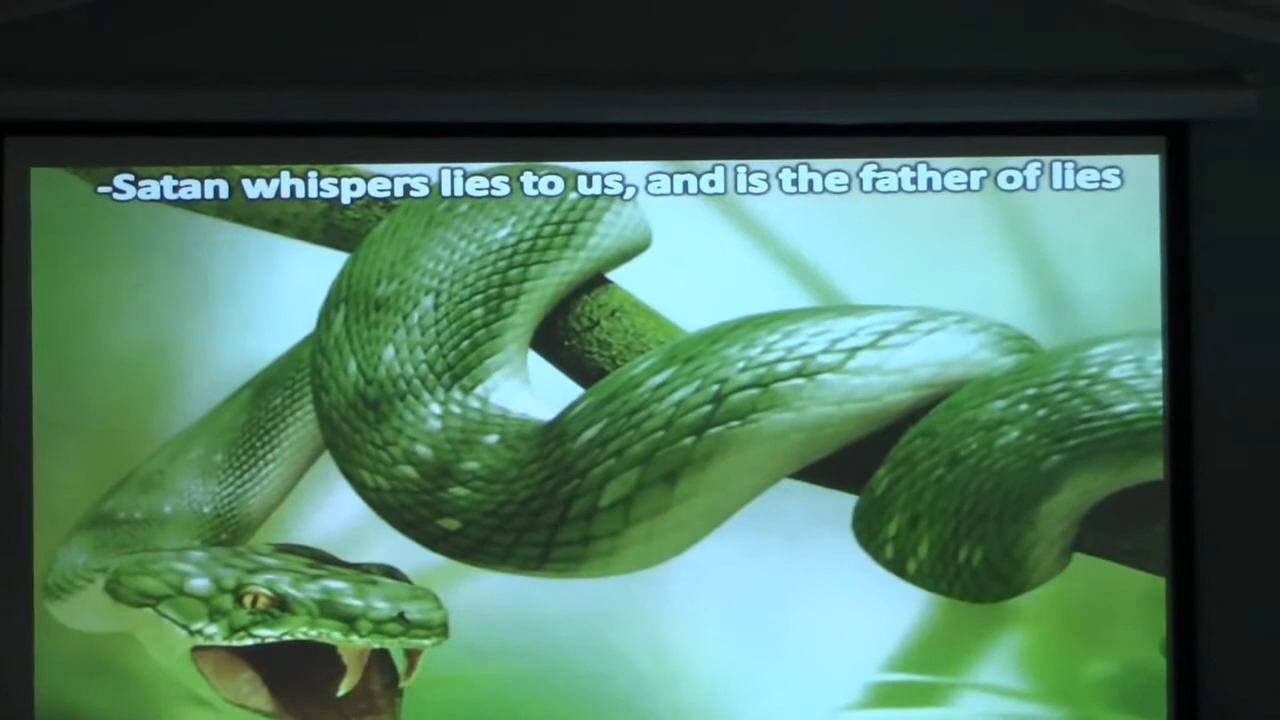 -Satan whispers lies to us, and is the father of lies